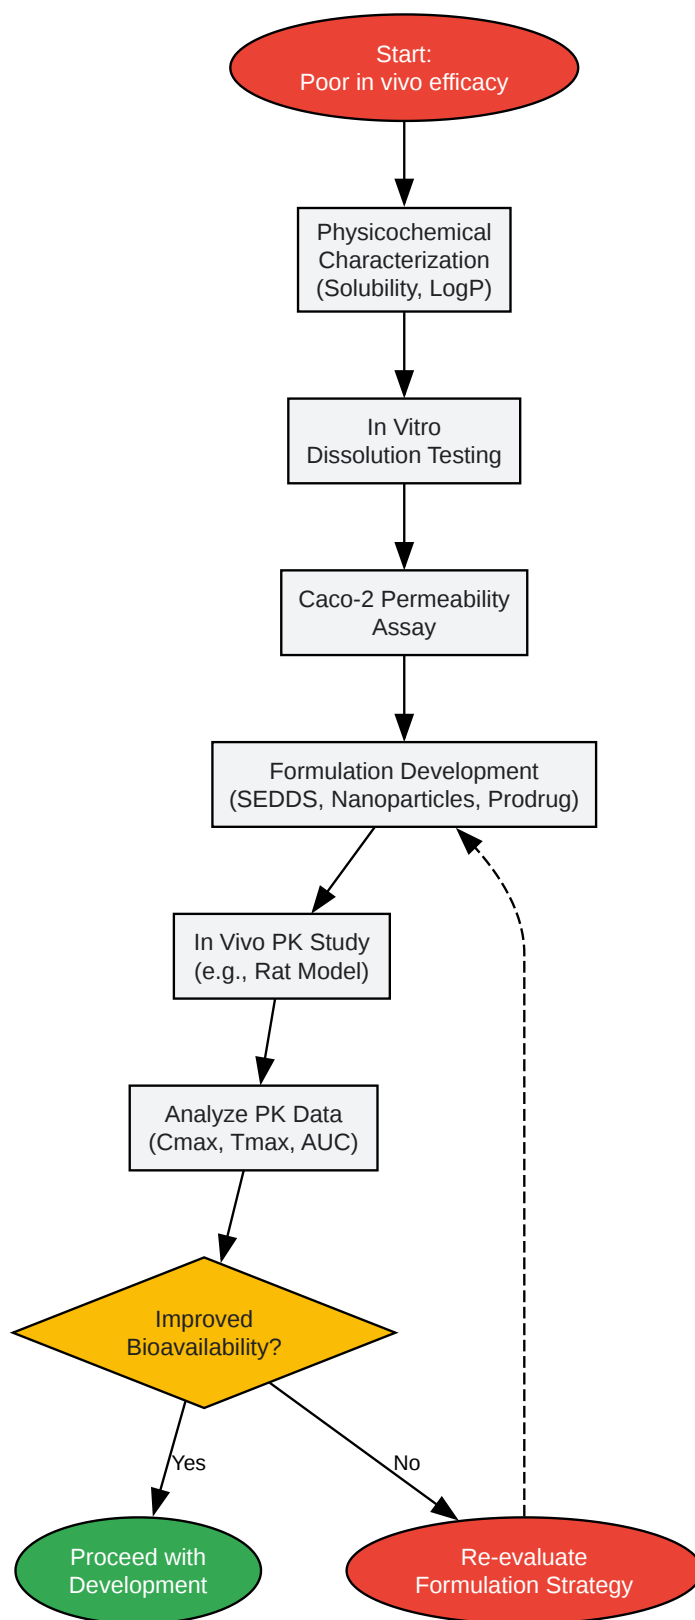 Start:
Poor in vivo efficacy
Physicochemical
Characterization
(Solubility, LogP)
In Vitro
Dissolution Testing
Caco-2 Permeability
Assay
Formulation Development
(SEDDS, Nanoparticles, Prodrug)
In Vivo PK Study
(e.g., Rat Model)
Analyze PK Data
(Cmax, Tmax, AUC)
Improved
Bioavailability?
Yes
No
Proceed with
Development
Re-evaluate
Formulation Strategy